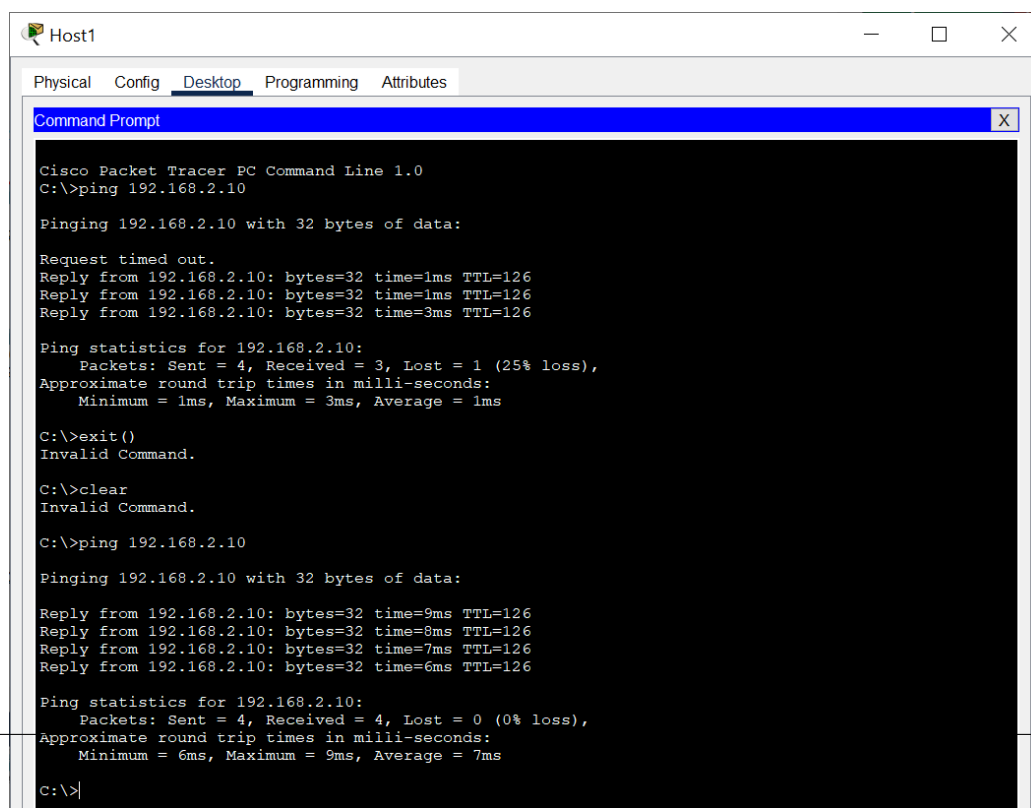 Host1
Physical Config Desktop Programming Attributes
Command Prompt
X
Cisco Packet Tracer PC Command Line 1.0
C:\>ping 192.168.2.10
Pinging 192.168.2.10 with 32 bytes of data:
Request timed out.
Reply from 192.168.2.10: bytes=32 time=1ms TTL=126
Reply from 192.168.2.10: bytes=32 time=1ms TTL=126
Reply from 192.168.2.10: bytes=32 time=3ms TTL=126
Ping statistics for 192.168.2.10:
    Packets: Sent = 4, Received = 3, Lost = 1 (25% loss),
Approximate round trip times in milli-seconds:
    Minimum = 1ms, Maximum = 3ms, Average = 1ms
C:\>exit()
Invalid Command.
C:\>clear
Invalid Command.
C:\>ping 192.168.2.10
Pinging 192.168.2.10 with 32 bytes of data:
Reply from 192.168.2.10: bytes=32 time=9ms TTL=126
Reply from 192.168.2.10: bytes=32 time=8ms TTL=126
Reply from 192.168.2.10: bytes=32 time=7ms TTL=126
Reply from 192.168.2.10: bytes=32 time=6ms TTL=126
Ping statistics for 192.168.2.10:
    Packets: Sent = 4, Received = 4, Lost = 0 (0% loss),
Approximate round trip times in milli-seconds:
    Minimum = 6ms, Maximum = 9ms, Average = 7ms
C:\>